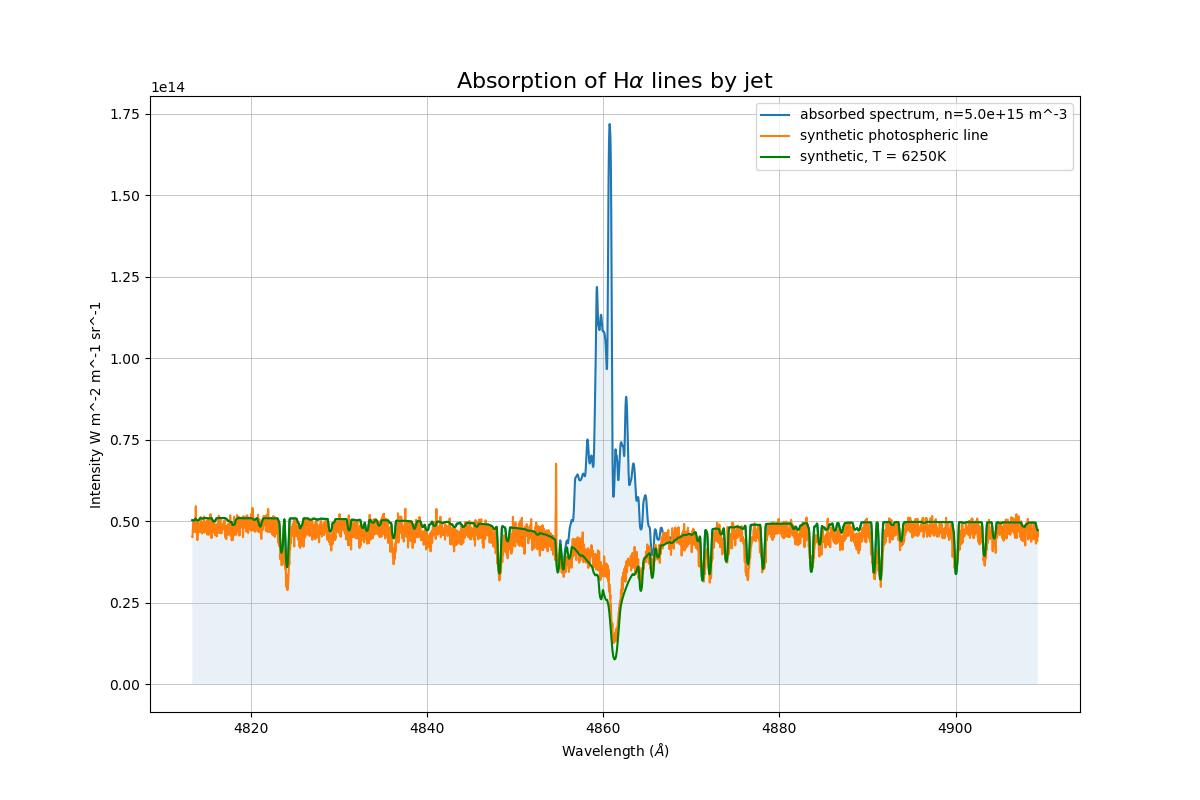 Absorption of Hα lines by jet
1e14
absorbed spectrum, n=5.0e+15 m^-3
synthetic photospheric line
synthetic, T = 6250K
1.75
1.50
1.25
1.00
0.75
0.50
0.25
0.00
Intensity W m^-2 m^-1 sr^-1
4820 4840 4860 4880 4900
Wavelength (Å)